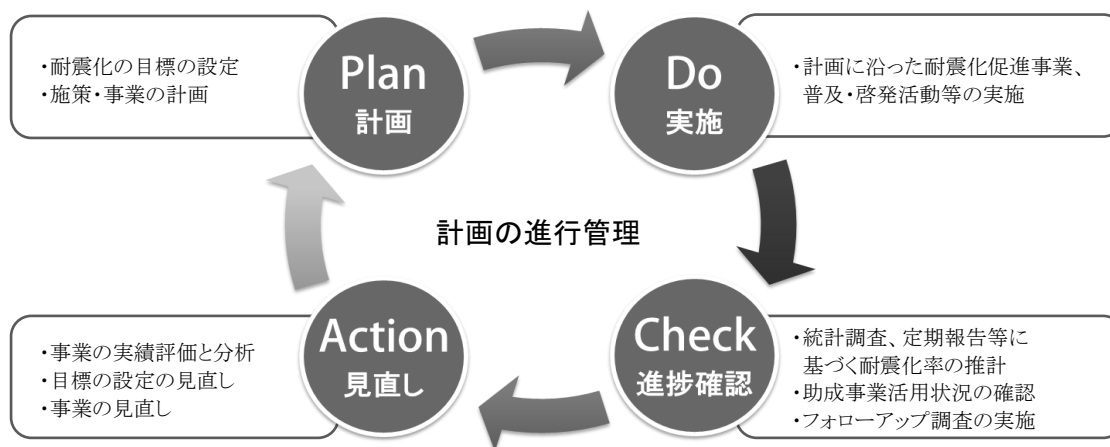 ・耐震化の目標の設定
・施策・事業の計画
Plan
計画
Do
実施
・計画に沿った耐震化促進事業、
普及・啓発活動等の実施
計画の進行管理
・事業の実績評価と分析
・目標の設定の見直し
・事業の見直し
Action
見直し
Check
進捗確認
・統計調査、定期報告等に
基づく耐震化率の推計
・助成事業活用状況の確認
・フォローアップ調査の実施